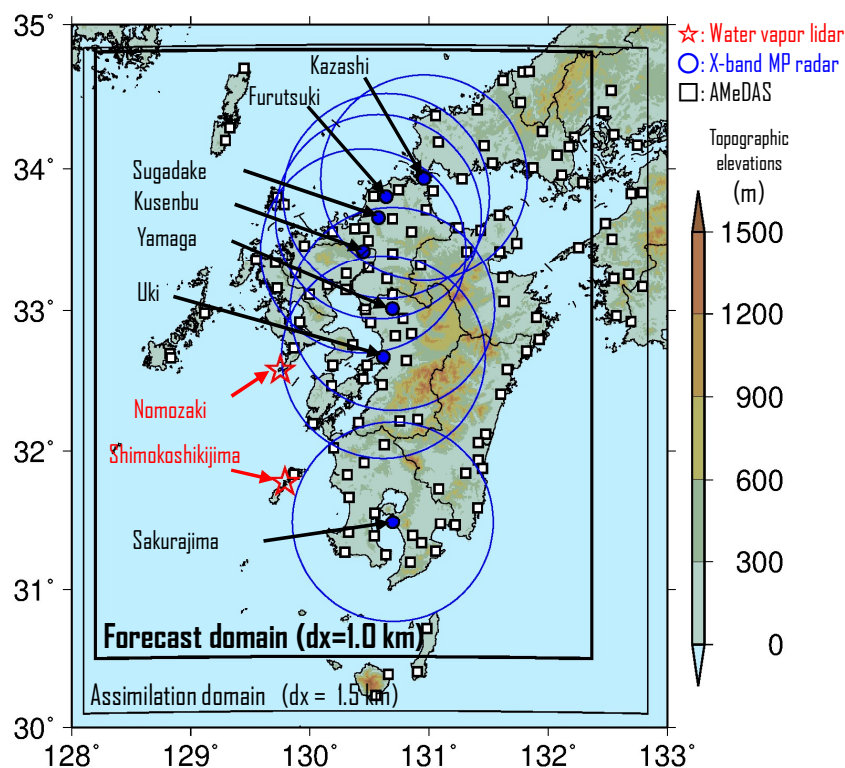 35˚
34˚
33˚
32˚
31˚
30˚
128˚
129˚
130˚
131˚
132˚
133˚
Kazashi
Furutsuki
Sugadake
Kusenbu
Yamaga
Uki
Nomozaki
Shimokoshikijima
Sakurajima
Forecast domain (dx=1.0 km)
Assimilation domain (dx = 1.5 km)
: Water vapor lidar
: X-band MP radar
: AMeDAS
Topographic
elevations
(m)
1500
1200
900
600
300
0